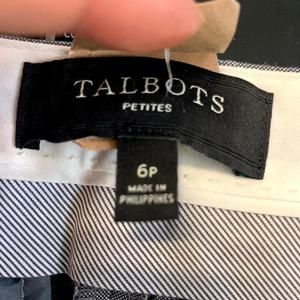 TALBOTS
PETITES
6P
MADE IN
PHILIPPINES